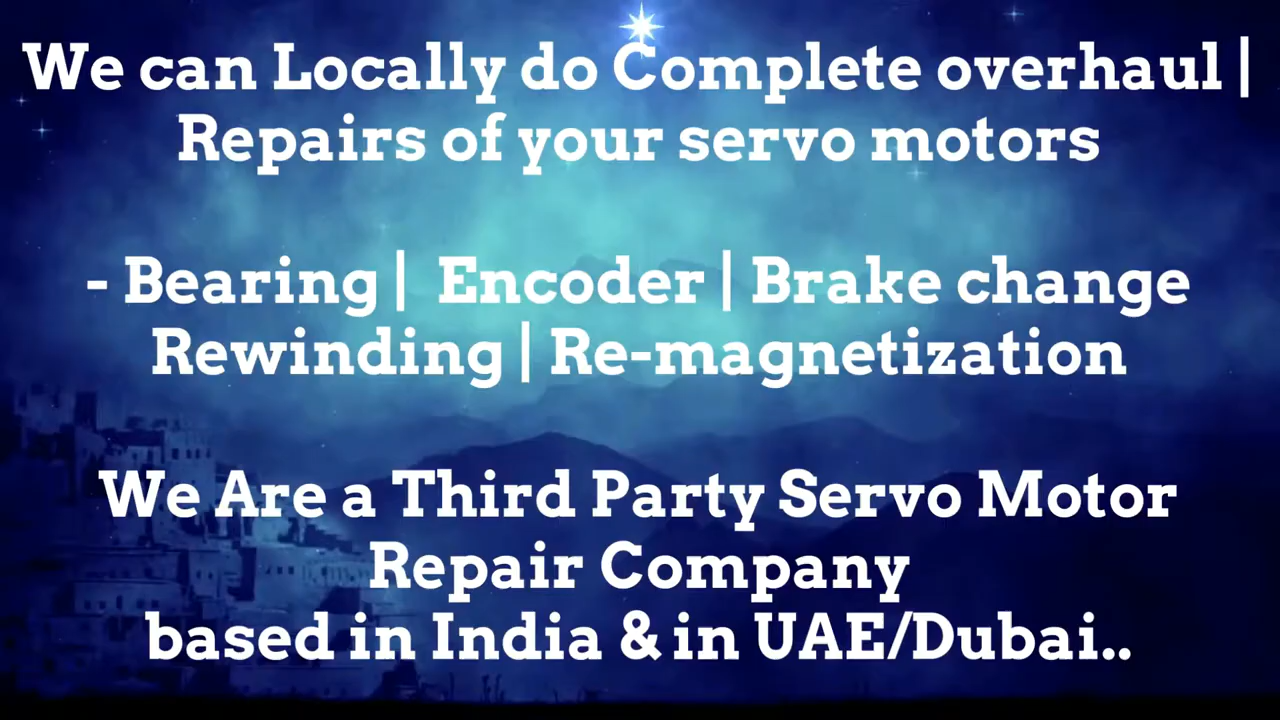 We can Locally do Complete overhaul |
Repairs of your servo motors
- Bearing | Encoder | Brake change
Rewinding | Re-magnetization
We Are a Third Party Servo Motor
Repair Company
based in India & in UAE/Dubai..